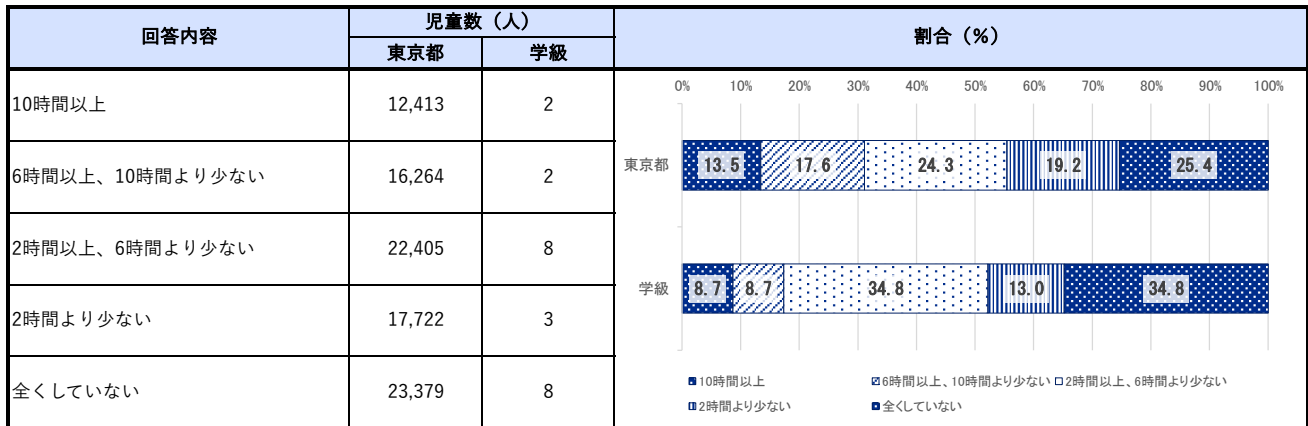 回答内容 児童数（人） 割合（%）
東京都 学級
10時間以上 12,413 2
6時間以上、10時間より少ない 16,264 2
2時間以上、6時間より少ない 22,405 8
2時間より少ない 17,722 3
全くしていない 23,379 8
0% 10% 20% 30% 40% 50% 60% 70% 80% 90% 100%
東京都 13.5 17.6 24.3 19.2 25.4
学級 8.7 8.7 34.8 13.0 34.8
10時間以上 6時間以上、10時間より少ない 2時間以上、6時間より少ない
2時間より少ない 全くしていない